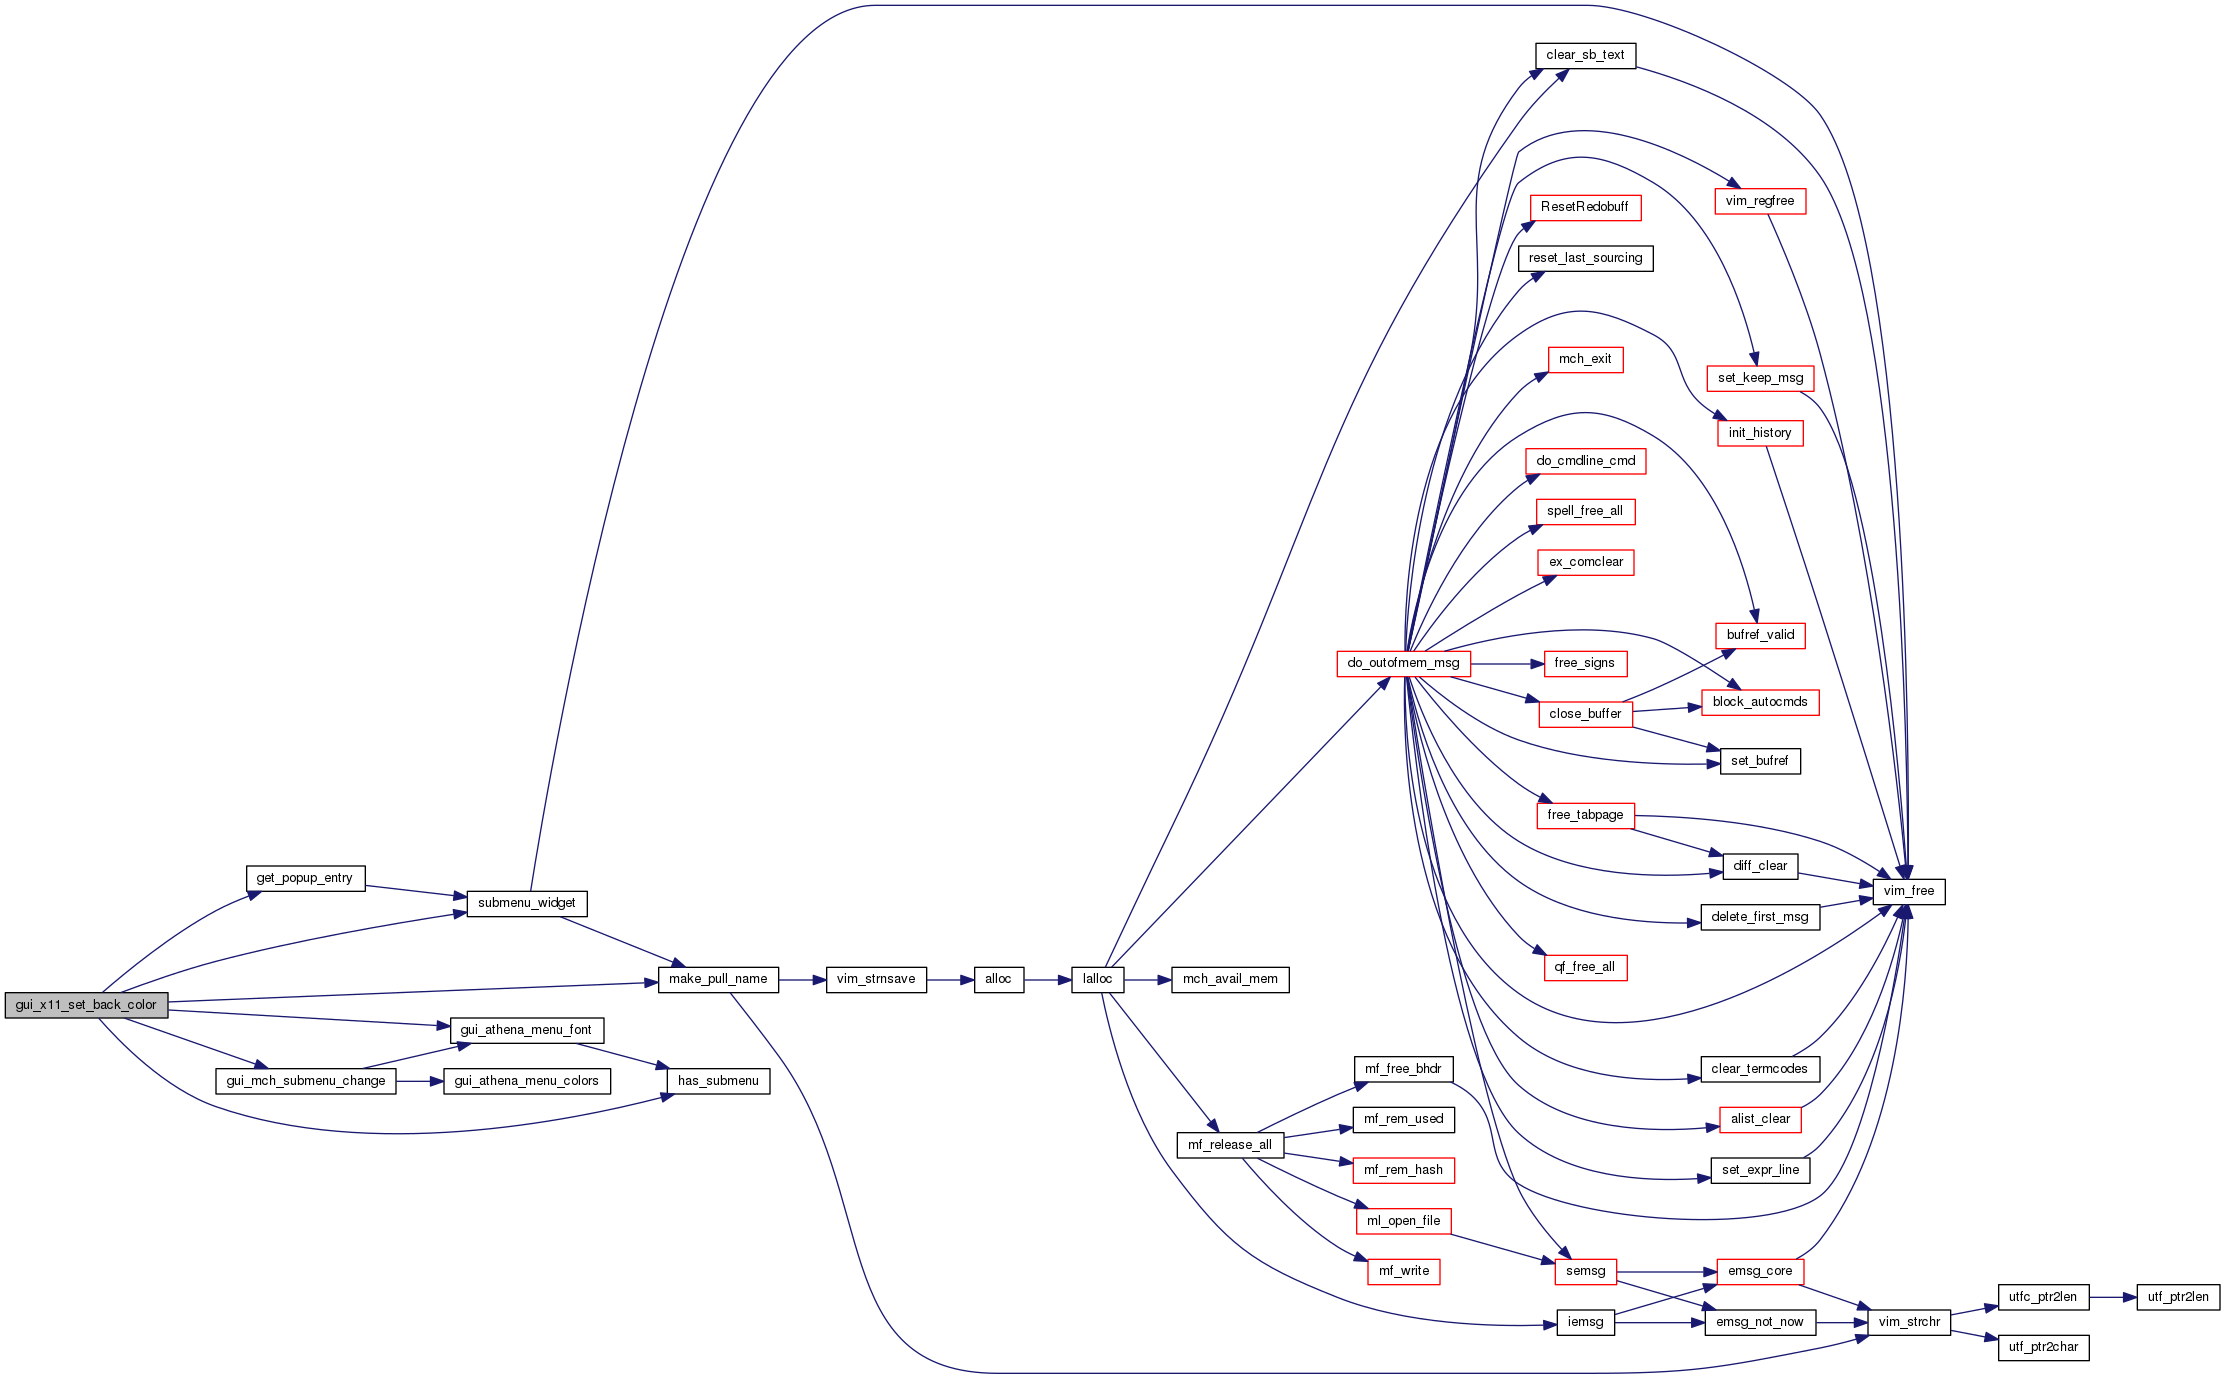 gui_x11_set_back_color
get_popup_entry
submenu_widget
make_pull_name
gui_athena_menu_font
gui_mch_submenu_change
gui_athena_menu_colors
has_submenu
vim_strnsave
alloc
lalloc
mch_avail_mem
mf_release_all
do_outofmem_msg
mf_free_bhdr
mf_rem_used
mf_rem_hash
ml_open_file
mf_write
clear_sb_text
ResetRedobuff
reset_last_sourcing
mch_exit
do_cmdline_cmd
spell_free_all
ex_comclear
free_signs
close_buffer
free_tabpage
qf_free_all
semsg
iemsg
vim_regfree
set_keep_msg
init_history
bufref_valid
block_autocmds
set_bufref
diff_clear
delete_first_msg
clear_termcodes
alist_clear
set_expr_line
emsg_core
emsg_not_now
vim_free
vim_strchr
utfc_ptr2len
utf_ptr2char
utf_ptr2len